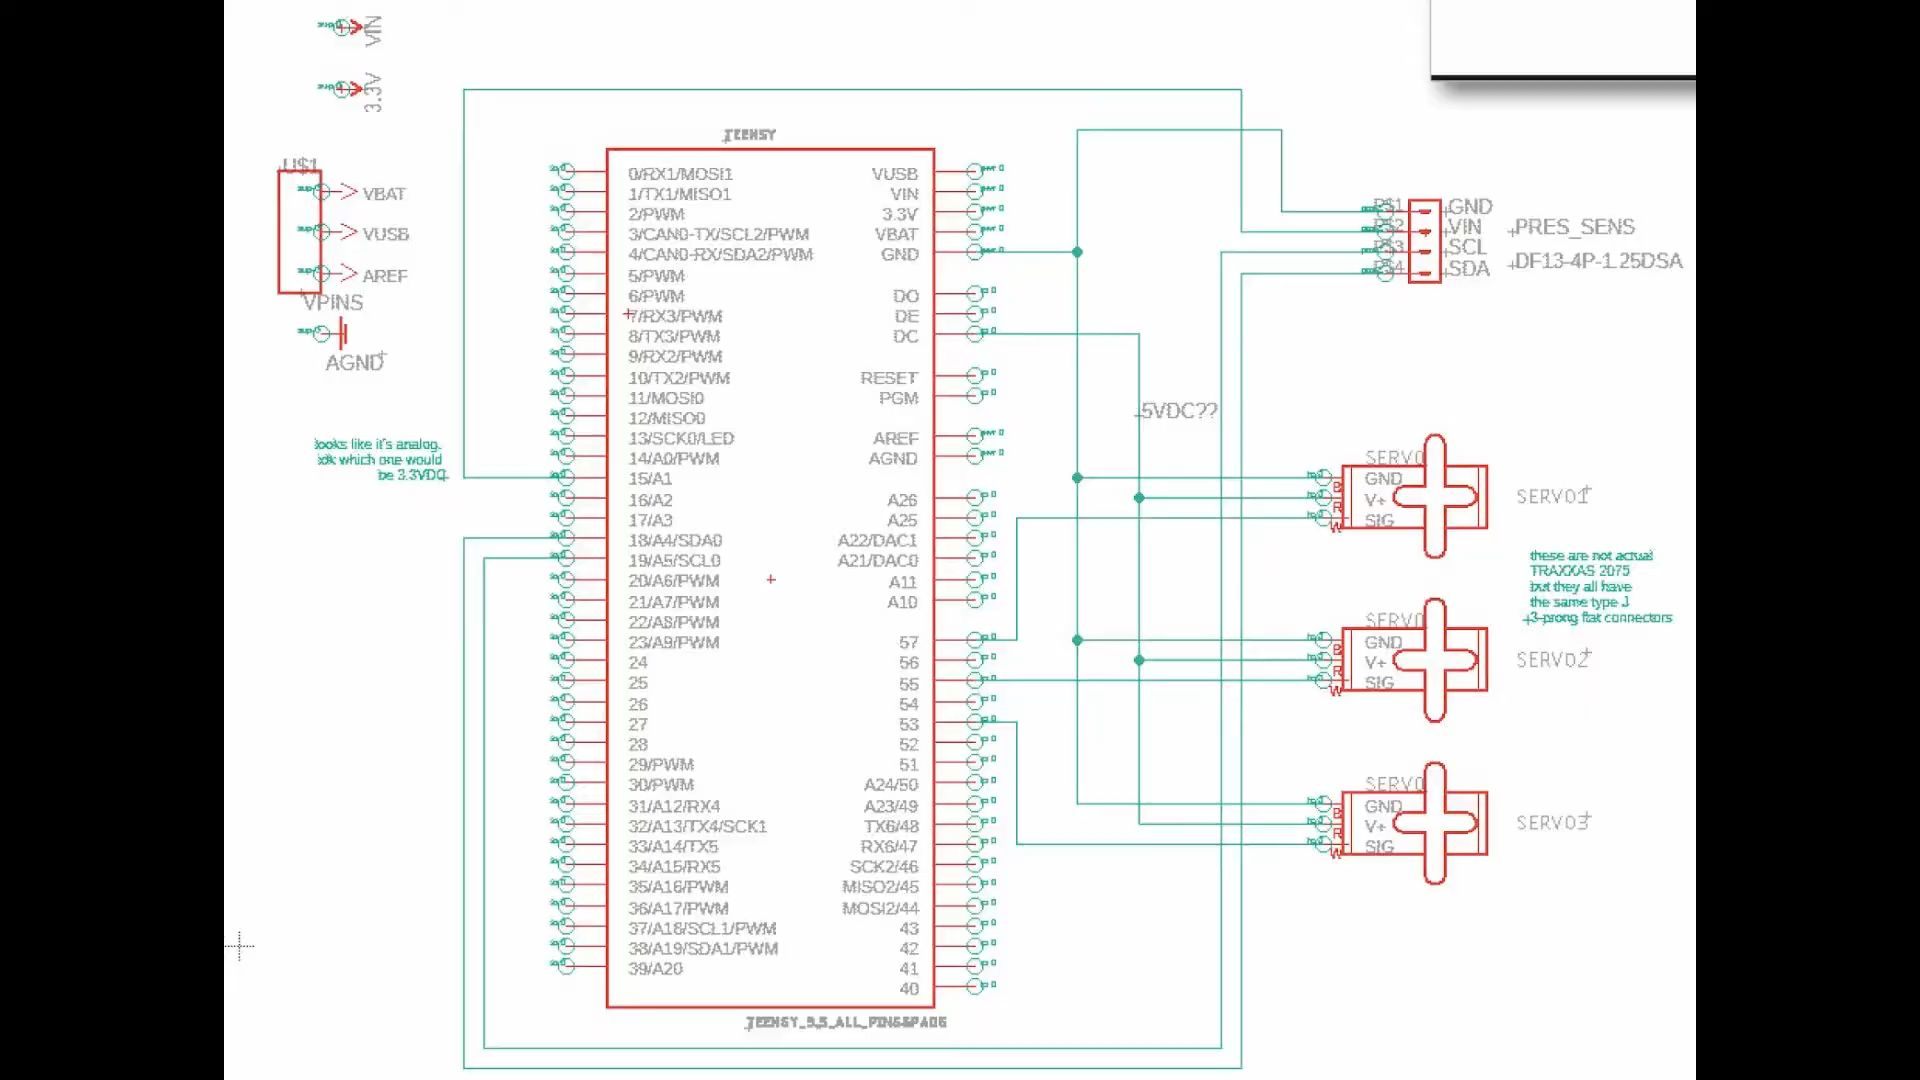 VIN
3.3V
TEENSY
U$1
VBAT
VUSB
AREF
VPINS
AGND
looks like it's analog.
idk which one would
be 3.3VDC
0/RX1/MOSI1
1/TX1/MISO1
2/PWM
3/CAN0-TX/SCL2/PWM
4/CAN0-RX/SDA2/PWM
5/PWM
6/PWM
7/RX3/PWM
8/TX3/PWM
9/RX2/PWM
10/TX2/PWM
11/MOSI0
12/MISO0
13/SCK0/LED
14/A0/PWM
15/A1
16/A2
17/A3
18/A4/SDA0
19/A5/SCL0
20/A6/PWM
21/A7/PWM
22/A8/PWM
23/A9/PWM
24
25
26
27
28
29/PWM
30/PWM
31/A12/RX4
32/A13/TX4/SCK1
33/A14/TX5
34/A15/RX5
35/A16/PWM
36/A17/PWM
37/A18/SCL1/PWM
38/A19/SDA1/PWM
39/A20
VUSB
VIN
3.3V
VBAT
GND
DO
DE
DC
RESET
PGM
AREF
AGND
A26
A25
A22/DAC1
A21/DAC0
A11
A10
57
56
55
54
53
52
51
A24/50
A23/49
TX6/48
RX6/47
SCK2/46
MISO2/45
MOSI2/44
43
42
41
40
TEENSY_3.5_ALL_PINS&PADS
5VDC??
PS1
PS2
PS3
PS4
GND
VIN
SCL
SDA
PRES_SENS
DF13-4P-1.25DSA
SERVO
GND
V+
SIG
B
R
W
SERVO1
these are not actual
TRAXXAS 2075
but they all have
the same type J
3-prong flat connectors
SERVO
GND
V+
SIG
B
R
W
SERVO2
SERVO
GND
V+
SIG
B
R
W
SERVO3